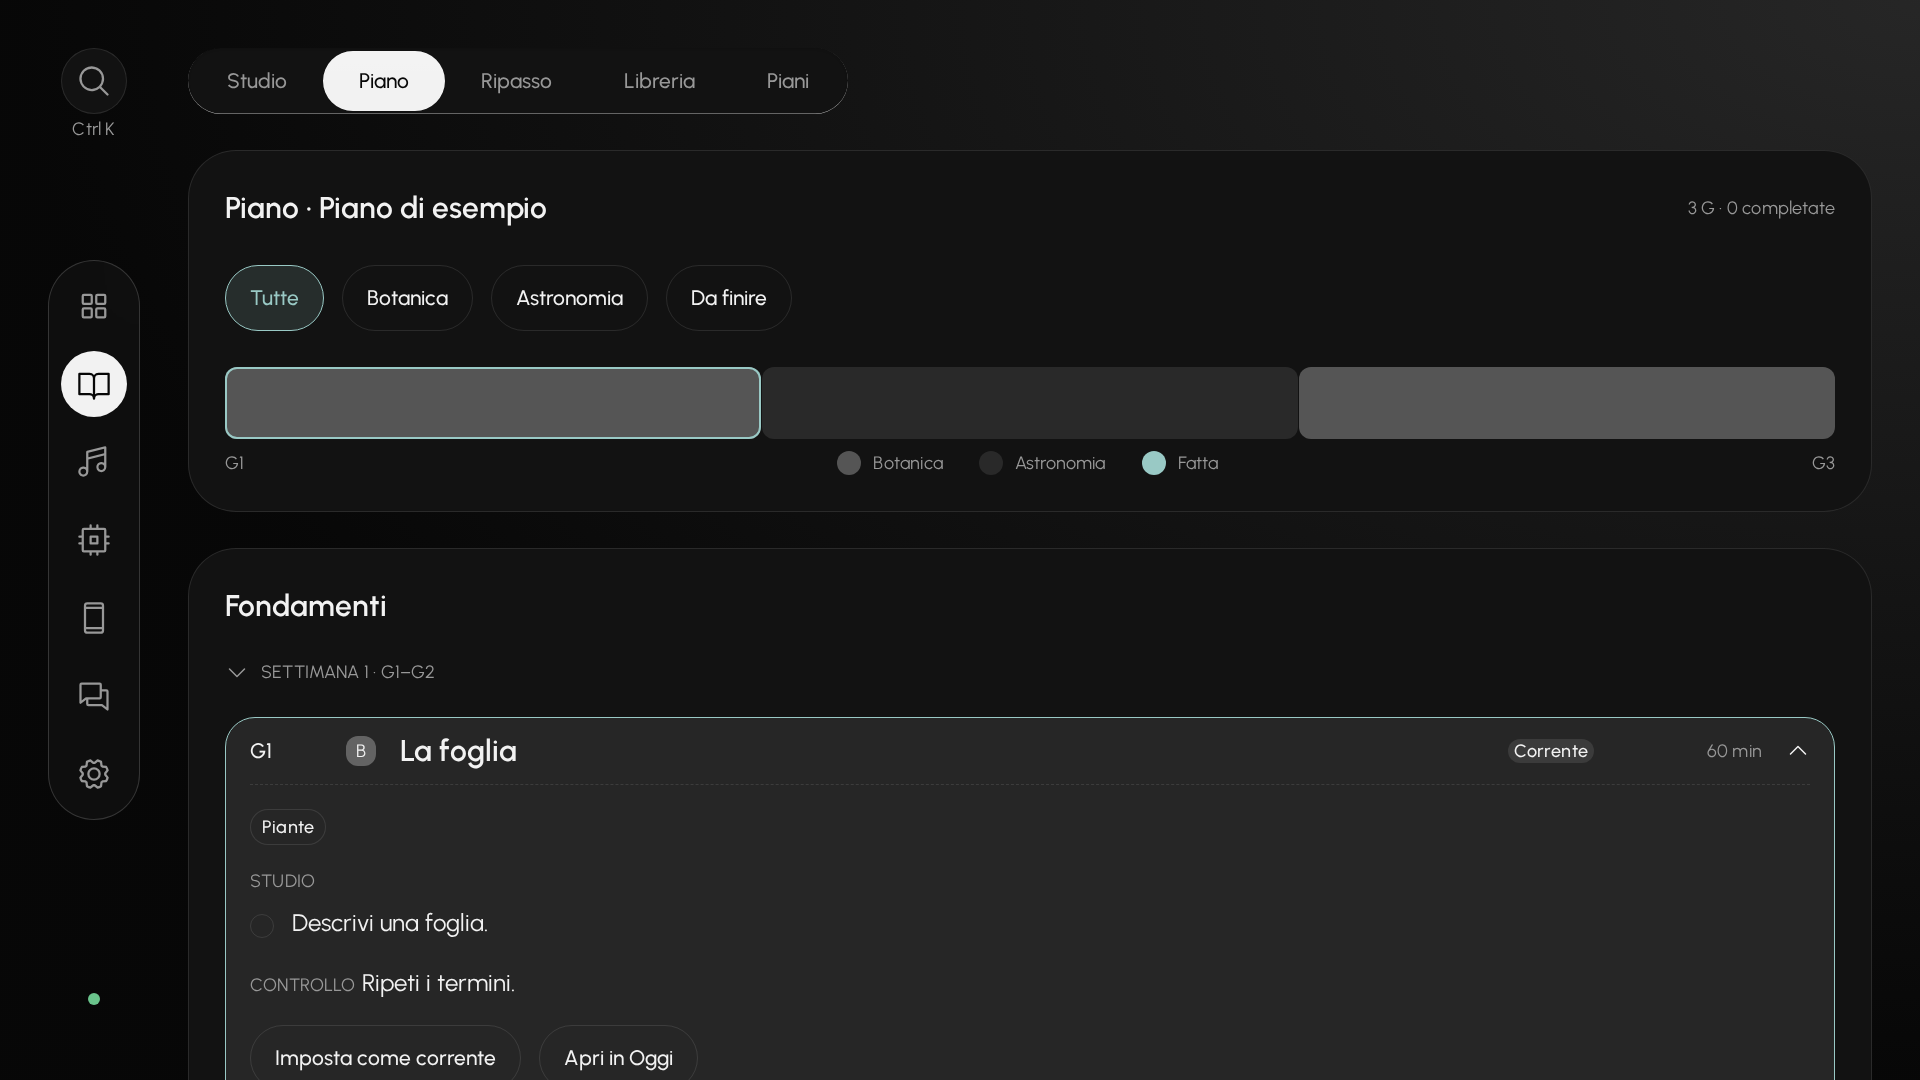 Ctrl K
Studio Piano Ripasso Libreria Piani
Piano · Piano di esempio
3 G · 0 completate
Tutte Botanica Astronomia Da finire
G1 Botanica Astronomia Fatta G3
Fondamenti
SETTIMANA 1 · G1–G2
G1 B La foglia Corrente 60 min
Piante
STUDIO
Descrivi una foglia.
CONTROLLO Ripeti i termini.
Imposta come corrente Apri in Oggi